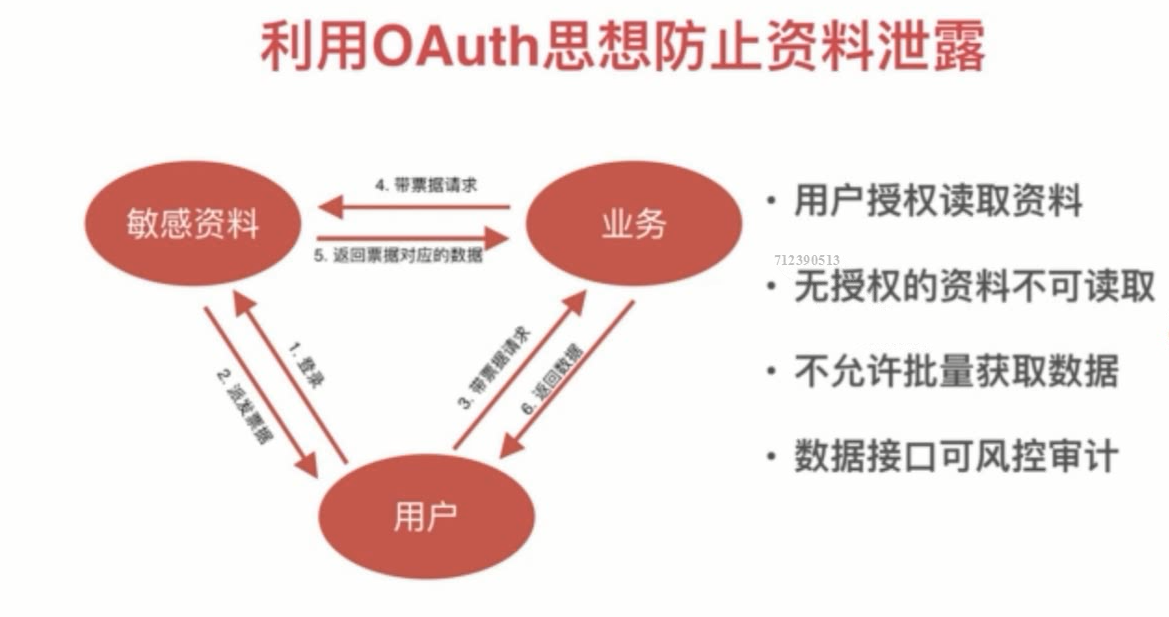 利用OAuth思想防止资料泄露
敏感资料
4. 带票据请求
5. 返回票据对应的数据
业务
1. 登录
2. 派发票据
3. 带票据请求
6. 返回数据
用户
• 用户授权读取资料
712390513
• 无授权的资料不可读取
• 不允许批量获取数据
• 数据接口可风控审计